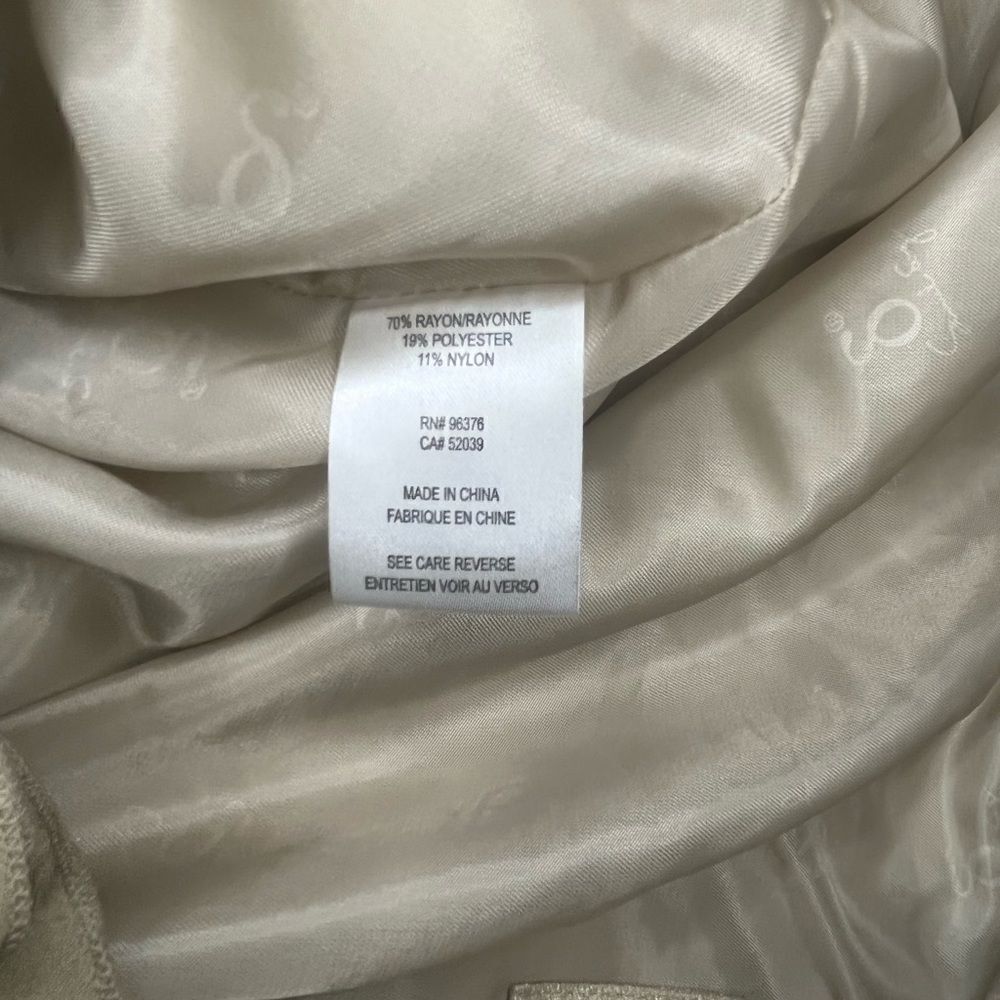 70% RAYON/RAYONNE
19% POLYESTER
11% NYLON
RN# 96376
CA# 52039
MADE IN CHINA
FABRIQUE EN CHINE
SEE CARE REVERSE
ENTRETIEN VOIR AU VERSO